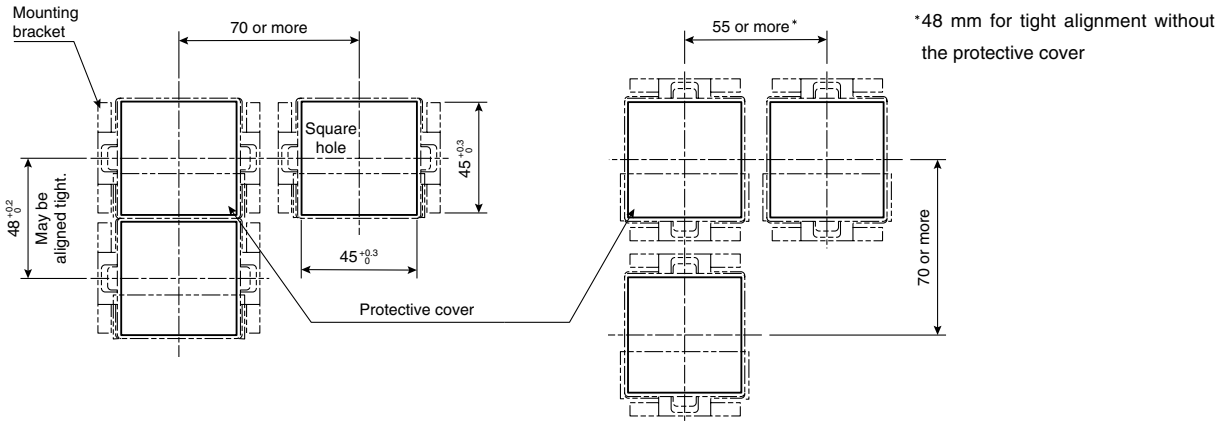 Mounting
bracket
70 or more
55 or more*
*48 mm for tight alignment without
the protective cover
Square
hole
45 +0.3 0
48 +0.2 0
May be
aligned tight.
45 +0.3 0
70 or more
Protective cover